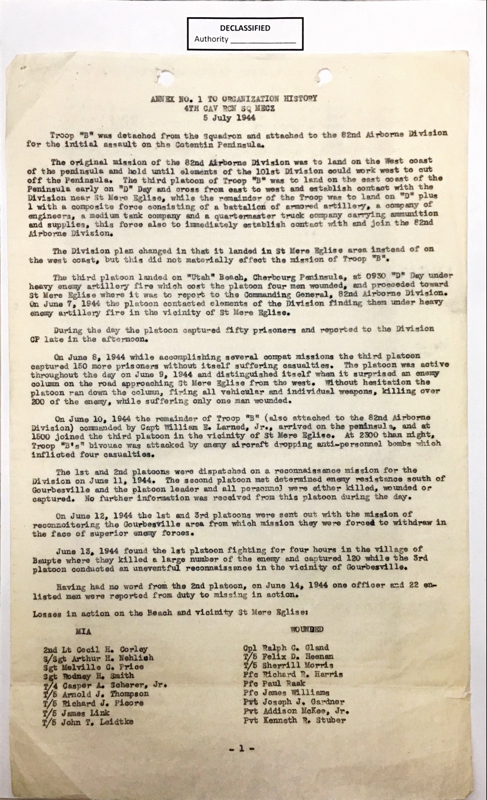 DECLASSIFIED
Authority
ANNEX NO. 1 TO ORGANIZATION HISTORY
4TH CAV RCN SQ MECZ
5 July 1944
Troop "B" was detached from the Squadron and attached to the 82nd Airborne Division
for the initial assault on the Cotentin Peninsula.
The original mission of the 82nd Airborne Division was to land on the West coast
of the peninsula and hold until elements of the 101st Division could work west to cut
off the Peninsula. The third platoon of Troop "B" was to land on the east coast of the
Peninsula early on "D" Day and cross from east to west and establish contact with the
Division near St Mere Eglise, while the remainder of the Troop was to land on "D" plus
1 with a composite force consisting of a battalion of armored artillery, a company of
engineers, a medium tank company and a quartermaster truck company carrying ammunition
and supplies, this force also to immediately establish contact with and join the 82nd
Airborne Division.
The Division plan changed in that it landed in St Mere Eglise area instead of on
the west coast, but this did not materially effect the mission of Troop "B".
The third platoon landed on "Utah" Beach, Cherbourg Peninsula, at 0930 "D" Day under
heavy enemy artillery fire which cost the platoon four men wounded, and proceeded toward
St Mere Eglise where it was to report to the Commanding General, 82nd Airborne Division.
On June 7, 1944 the platoon contacted elements of the Division finding them under heavy
enemy artillery fire in the vicinity of St Mere Eglise.
During the day the platoon captured fifty prisoners and reported to the Division
CP late in the afternoon.
On June 8, 1944 while accomplishing several compat missions the third platoon
captured 150 more prisoners without itself suffering casualties. The platoon was active
throughout the day on June 9, 1944 and distinguished itself when it surprised an enemy
column on the road approaching St Mere Eglise from the west. Without hesitation the
platoon ran down the column, firing all vehicular and individual weapons, killing over
200 of the enemy, while suffering only one man wounded.
On June 10, 1944 the remainder of Troop "B" (also attached to the 82nd Airborne
Division) commanded by Capt William E. Larned, Jr., arrived on the peninsula, and at
1500 joined the third platoon in the vicinity of St Mere Eglise. At 2300 that night,
Troop "B"s" bivouac was attacked by enemy aircraft dropping anti-personnel bombs which
inflicted four casualties.
The 1st and 2nd platoons were dispatched on a reconnaissance mission for the
Division on June 11, 1944. The second platoon met determined enemy resistance south of
Gourbesville and the platoon leader and all personnel were either killed, wounded or
captured. No further information was received from this platoon during the day.
On June 12, 1944 the 1st and 3rd platoons were sent out with the mission of
reconnoitering the Gourbesville area from which mission they were forced to withdraw in
the face of superior enemy forces.
June 13, 1944 found the 1st platoon fighting for four hours in the village of
Baupte where they killed a large number of the enemy and captured 120 while the 3rd
platoon conducted an uneventful reconnaissance in the vicinity of Gourbesville.
Having had no word from the 2nd platoon, on June 14, 1944 one officer and 22 en-
listed men were reported from duty to missing in action.
Losses in action on the Beach and vicinity St Mere Eglise:
MIA
2nd Lt Cecil H. Corley
S/Sgt Arthur H. Nehlich
Sgt Melville C. Price
Sgt Rodney H. Smith
T/4 Casper A. Scherer, Jr.
T/5 Arnold J. Thompson
T/5 Richard J. Picore
T/5 James Link
T/5 John T. Leidtke
WOUNDED
Cpl Ralph C. Gland
T/5 Felix D. Heenan
T/5 Sherrill Morris
Pfc Richard R. Harris
Pfc Paul Rask
Pfc James Williams
Pvt Joseph J. Gardner
Pvt Addison McKee, Jr.
Pvt Kenneth R. Stuber
- 1 -